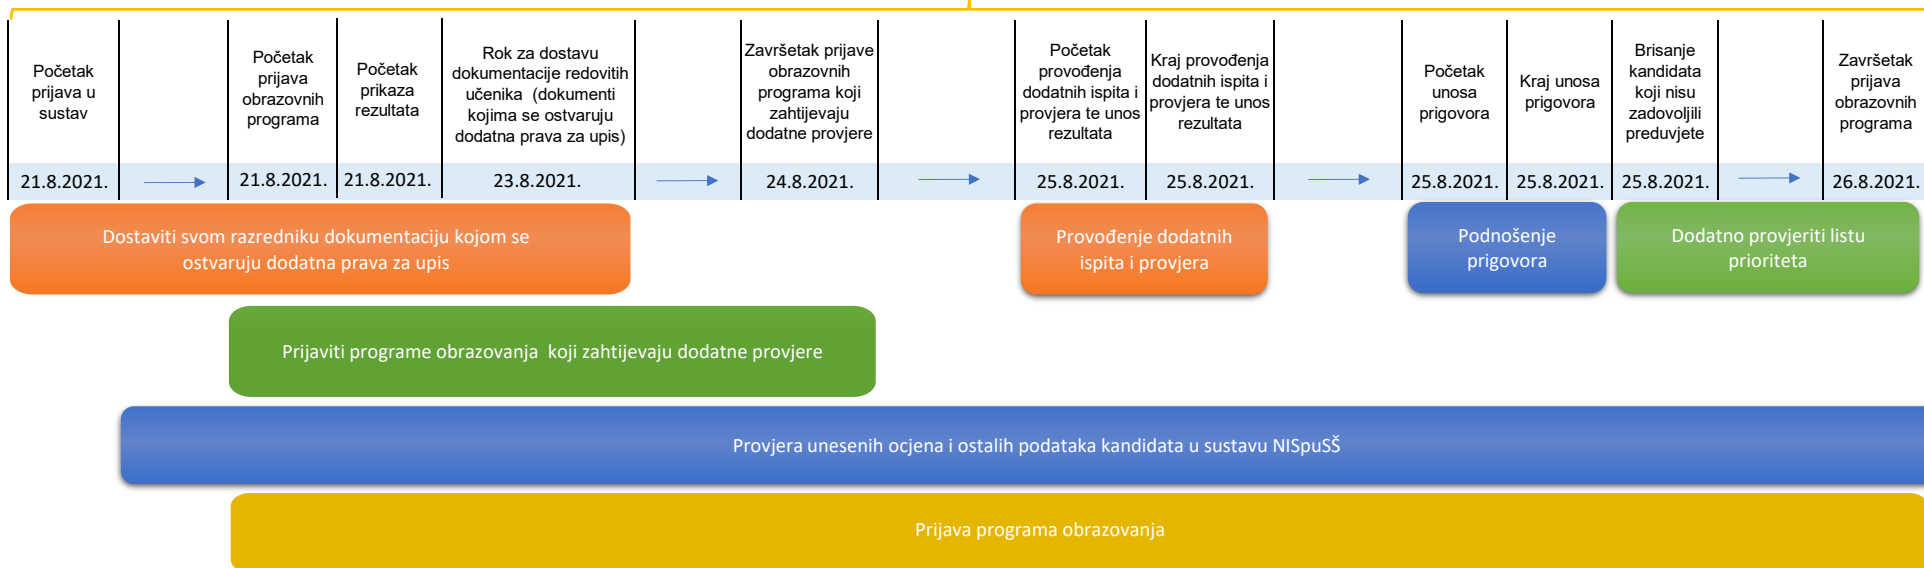 Početak
prijava u
sustav
Početak
prijava
obrazovnih
programa
Početak
prikaza
rezultata
Rok za dostavu
dokumentacije redovitih
učenika (dokumenti
kojima se ostvaruju
dodatna prava za upis)
Završetak prijave
obrazovnih
programa koji
zahtijevaju
dodatne provjere
Početak
provođenja
dodatnih ispita i
provjera te unos
rezultata
Kraj provođenja
dodatnih ispita i
provjera te unos
rezultata
Početak
unosa
prigovora
Kraj unosa
prigovora
Brisanje
kandidata
koji nisu
zadovoljili
preduvjete
Završetak
prijava
obrazovnih
programa
21.8.2021.
21.8.2021.
21.8.2021.
23.8.2021.
24.8.2021.
25.8.2021.
25.8.2021.
25.8.2021.
25.8.2021.
25.8.2021.
26.8.2021.
Dostaviti svom razredniku dokumentaciju kojom se
ostvaruju dodatna prava za upis
Provođenje dodatnih
ispita i provjera
Podnošenje
prigovora
Dodatno provjeriti listu
prioriteta
Prijaviti programe obrazovanja koji zahtijevaju dodatne provjere
Provjera unesenih ocjena i ostalih podataka kandidata u sustavu NISpuSŠ
Prijava programa obrazovanja